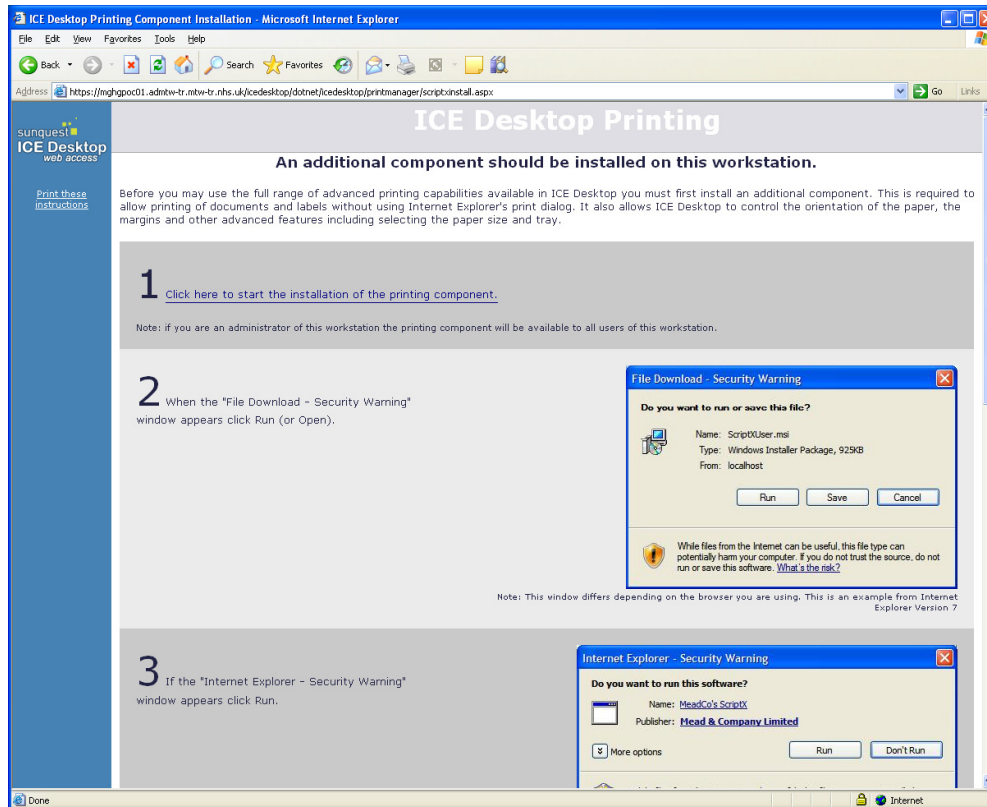 ICE Desktop Printing Component Installation - Microsoft Internet Explorer
File Edit View Favorites Tools Help
Back Search Favorites
Address https://mghgpoc01.admtw-tr.mtw-tr.nhs.uk/icedesktop/dotnet/icedesktop/printmanager/scriptxinstall.aspx Go Links
sunquest
ICE Desktop
web access
Print these
instructions
ICE Desktop Printing
An additional component should be installed on this workstation.
Before you may use the full range of advanced printing capabilities available in ICE Desktop you must first install an additional component. This is required to
allow printing of documents and labels without using Internet Explorer's print dialog. It also allows ICE Desktop to control the orientation of the paper, the
margins and other advanced features including selecting the paper size and tray.
1 Click here to start the installation of the printing component.
Note: if you are an administrator of this workstation the printing component will be available to all users of this workstation.
2 When the "File Download - Security Warning"
window appears click Run (or Open).
File Download - Security Warning
Do you want to run or save this file?
Name: ScriptXUser.msi
Type: Windows Installer Package, 925KB
From: localhost
Run Save Cancel
While files from the Internet can be useful, this file type can
potentially harm your computer. If you do not trust the source, do not
run or save this software. What's the risk?
Note: This window differs depending on the browser you are using. This is an example from Internet
Explorer Version 7
3 If the "Internet Explorer - Security Warning"
window appears click Run.
Internet Explorer - Security Warning
Do you want to run this software?
Name: MeadCo's ScriptX
Publisher: Mead & Company Limited
More options Run Don't Run
Done Internet